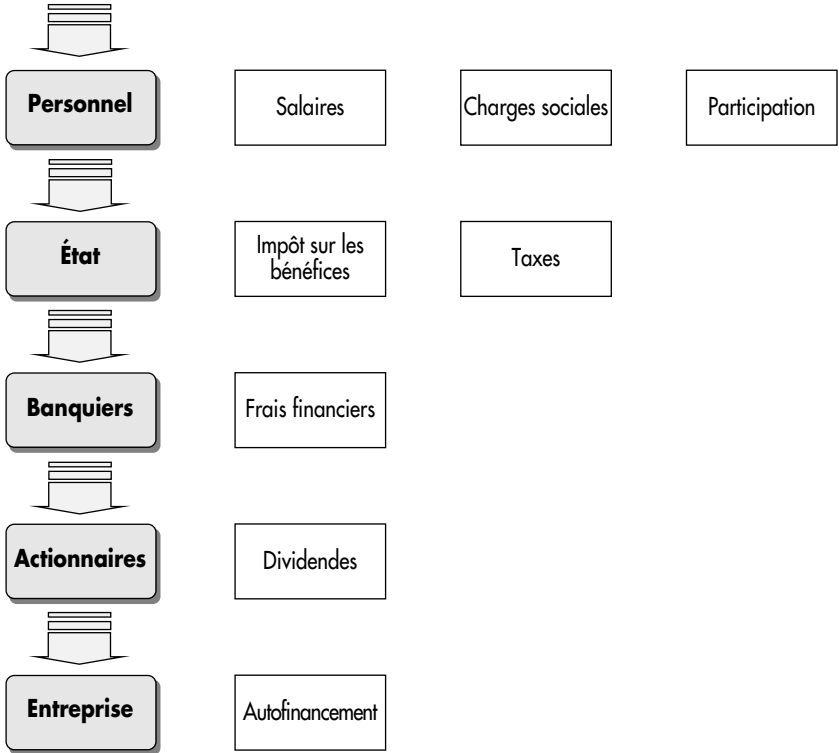 Personnel
Salaires
Charges sociales
Participation
État
Impôt sur les
bénéfices
Taxes
Banquiers
Frais financiers
Actionnaires
Dividendes
Entreprise
Autofinancement